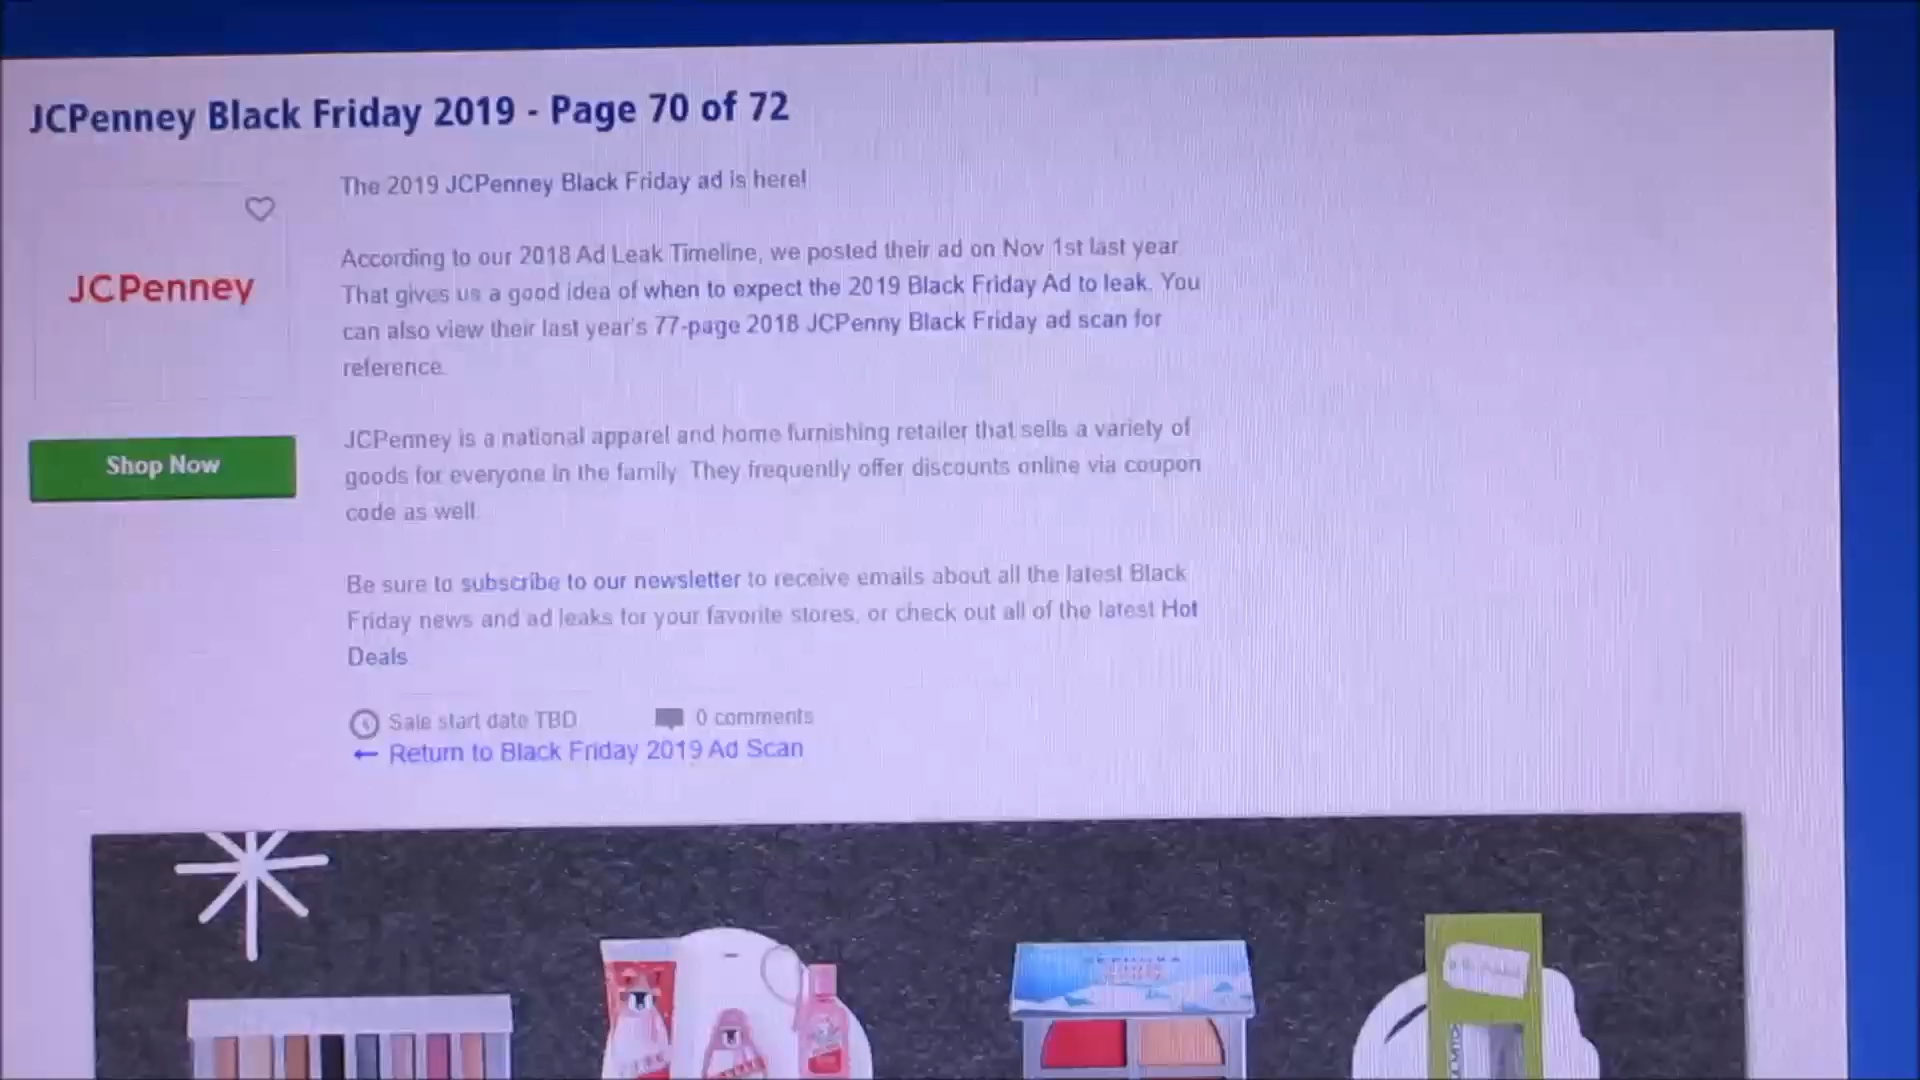 JCPenney Black Friday 2019 - Page 70 of 72
The 2019 JCPenney Black Friday ad is here!
JCPenney
According to our 2018 Ad Leak Timeline, we posted their ad on Nov 1st last year.
That gives us a good idea of when to expect the 2019 Black Friday Ad to leak. You
can also view their last year's 77-page 2018 JCPenny Black Friday ad scan for
reference.
Shop Now
JCPenney is a national apparel and home furnishing retailer that sells a variety of
goods for everyone in the family. They frequently offer discounts online via coupon
code as well.
Be sure to subscribe to our newsletter to receive emails about all the latest Black
Friday news and ad leaks for your favorite stores, or check out all of the latest Hot
Deals
Sale start date TBD
0 comments
← Return to Black Friday 2019 Ad Scan
SEPHORA